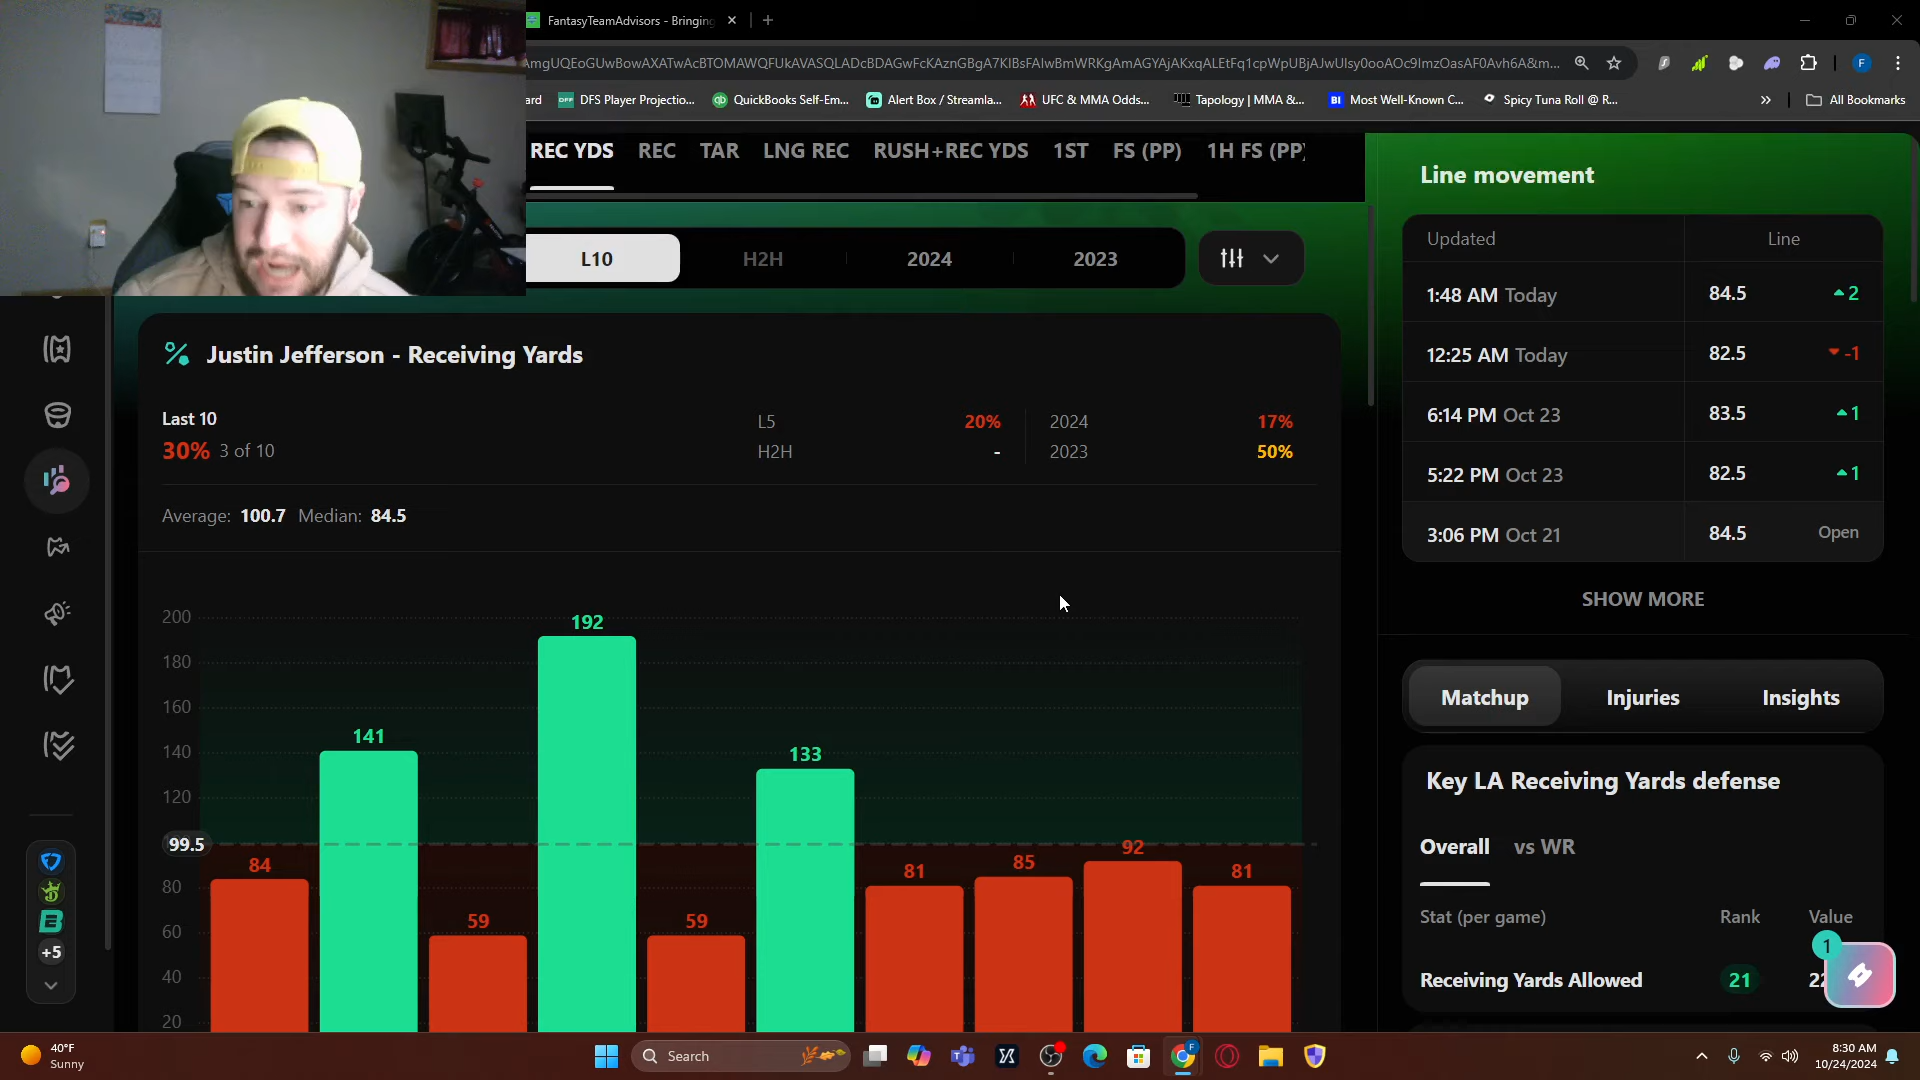 FantasyTeamAdvisors - Bringing
AmgUQEoGUwBowAXATwAcBTOMAWQFUkAVASQLADcBDAGwFcKAznGBgA7KIBsFAIwBmWRKgAmAGYAjAKxqALEtFq1cpWpUBjAJwUIsy0ooAOc9ImzOasAF0Avh6A&m...
F
ard DFS Player Projectio... QuickBooks Self-Em... Alert Box / Streamla... UFC & MMA Odds... Tapology | MMA &... BI Most Well-Known C... Spicy Tuna Roll @ R... » All Bookmarks
REC YDS REC TAR LNG REC RUSH+REC YDS 1ST FS (PP) 1H FS (PP)
L10 H2H 2024 2023
Justin Jefferson - Receiving Yards
Last 10
30% 3 of 10
L5 20%
H2H -
2024 17%
2023 50%
Average: 100.7 Median: 84.5
200
180
160
140
120
99.5
80
60
40
20
84
141
59
192
59
133
81
85
92
81
+5
Line movement
Updated Line
1:48 AM Today 84.5 2
12:25 AM Today 82.5 -1
6:14 PM Oct 23 83.5 1
5:22 PM Oct 23 82.5 1
3:06 PM Oct 21 84.5 Open
SHOW MORE
Matchup Injuries Insights
Key LA Receiving Yards defense
Overall vs WR
Stat (per game) Rank Value
1
Receiving Yards Allowed 21
40°F
Sunny
Search
8:30 AM
10/24/2024